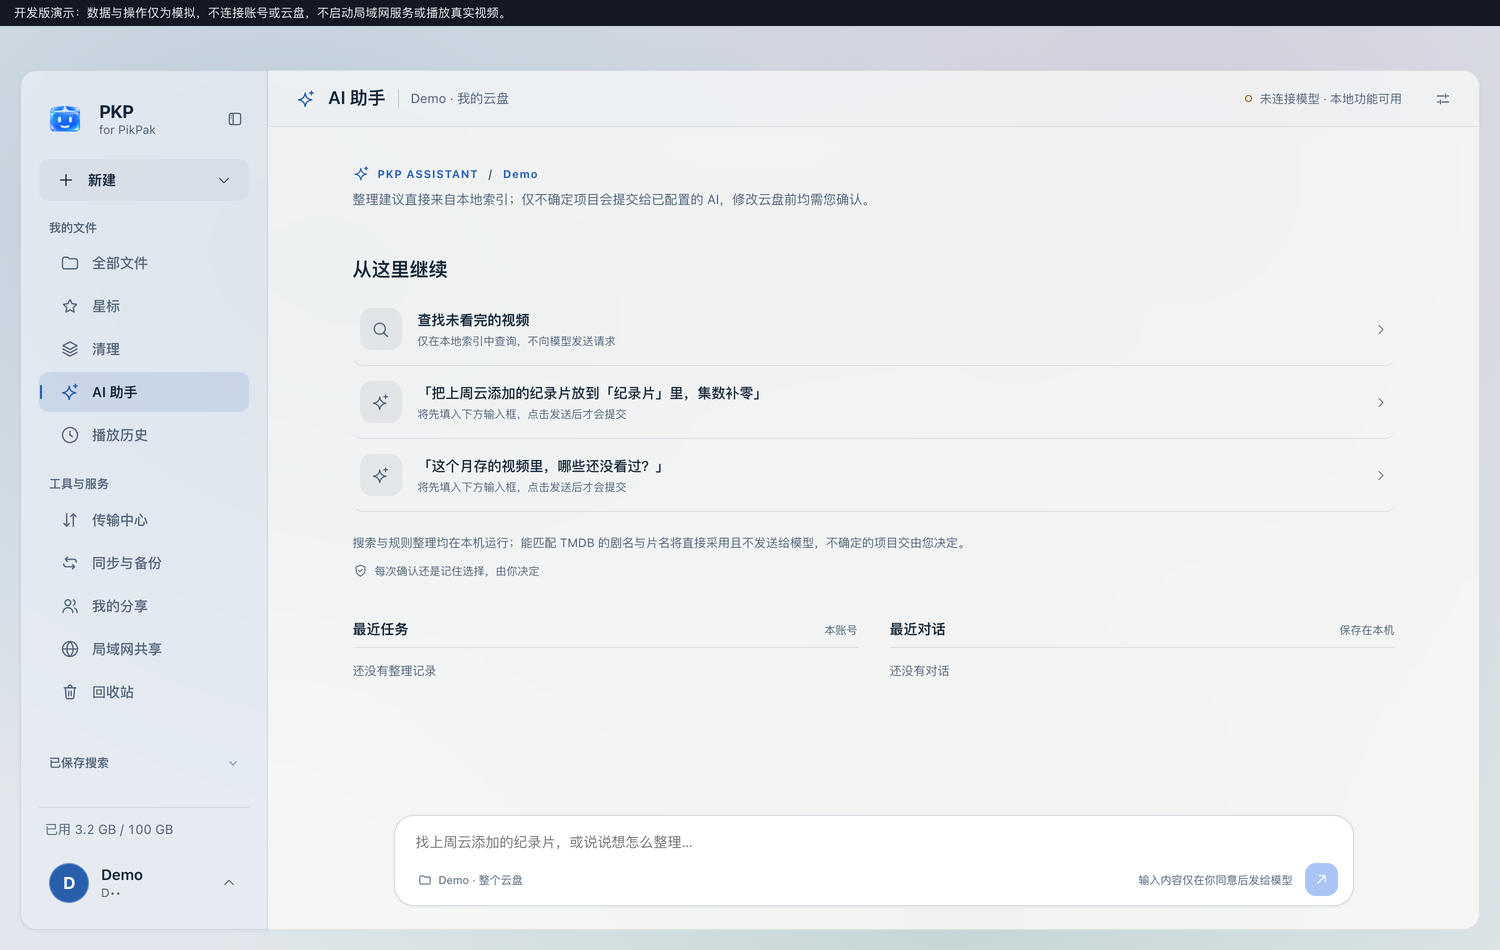 开发版演示：数据与操作仅为模拟，不连接账号或云盘，不启动局域网服务或播放真实视频。
PKP
for PikPak
新建
我的文件
全部文件
星标
清理
AI 助手
播放历史
工具与服务
传输中心
同步与备份
我的分享
局域网共享
回收站
已保存搜索
已用 3.2 GB / 100 GB
D
Demo
D••
AI 助手
Demo · 我的云盘
未连接模型 · 本地功能可用
PKP ASSISTANT / Demo
整理建议直接来自本地索引；仅不确定项目会提交给已配置的 AI，修改云盘前均需您确认。
从这里继续
查找未看完的视频
仅在本地索引中查询，不向模型发送请求
「把上周云添加的纪录片放到「纪录片」里，集数补零」
将先填入下方输入框，点击发送后才会提交
「这个月存的视频里，哪些还没看过？」
将先填入下方输入框，点击发送后才会提交
搜索与规则整理均在本机运行；能匹配 TMDB 的剧名与片名将直接采用且不发送给模型，不确定的项目交由您决定。
每次确认还是记住选择，由你决定
最近任务
本账号
还没有整理记录
最近对话
保存在本机
还没有对话
找上周云添加的纪录片，或说说想怎么整理...
Demo · 整个云盘
输入内容仅在你同意后发给模型